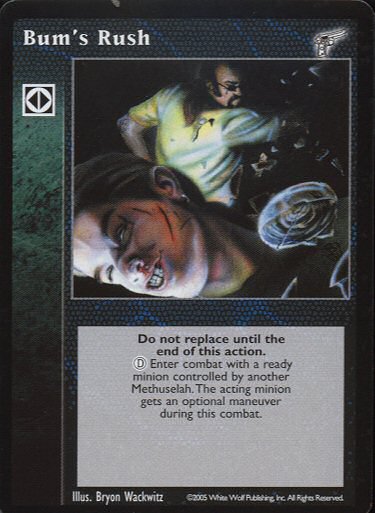 Bum's Rush
Do not replace until the
end of this action.
Ⓓ Enter combat with a ready
minion controlled by another
Methuselah. The acting minion
gets an optional maneuver
during this combat.
Illus. Bryon Wackwitz ©2005 White Wolf Publishing, Inc. All Rights Reserved.